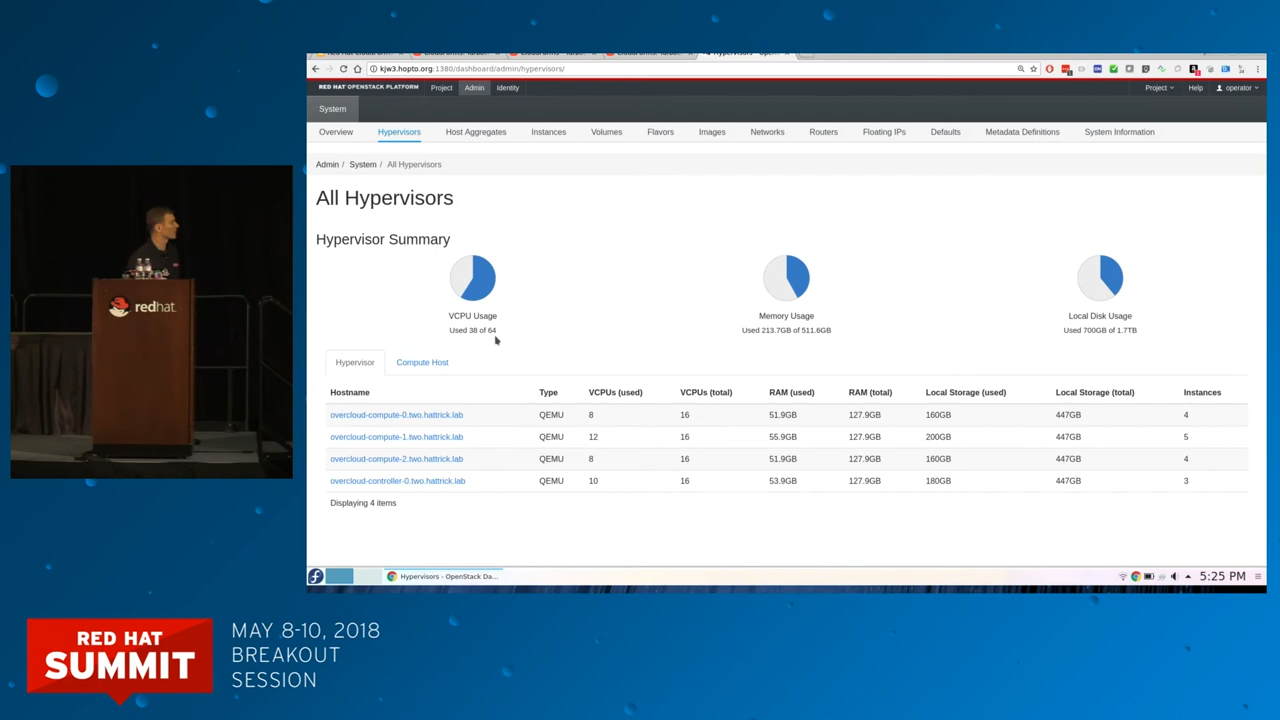 Hypervisors - Open...
kjw3.hopto.org:1380/dashboard/admin/hypervisors/
RED HAT OPENSTACK PLATFORM Project Admin Identity Project Help operator
System
Overview Hypervisors Host Aggregates Instances Volumes Flavors Images Networks Routers Floating IPs Defaults Metadata Definitions System Information
Admin / System / All Hypervisors
All Hypervisors
Hypervisor Summary
VCPU Usage Memory Usage Local Disk Usage
Used 38 of 64 Used 213.7GB of 511.6GB Used 700GB of 1.7TB
Hypervisor Compute Host
Hostname Type VCPUs (used) VCPUs (total) RAM (used) RAM (total) Local Storage (used) Local Storage (total) Instances
overcloud-compute-0.two.hattrick.lab QEMU 8 16 51.9GB 127.9GB 160GB 447GB 4
overcloud-compute-1.two.hattrick.lab QEMU 12 16 55.9GB 127.9GB 200GB 447GB 5
overcloud-compute-2.two.hattrick.lab QEMU 8 16 51.9GB 127.9GB 160GB 447GB 4
overcloud-controller-0.two.hattrick.lab QEMU 10 16 53.9GB 127.9GB 180GB 447GB 3
Displaying 4 items
Hypervisors - OpenStack Da... 5:25 PM
redhat.
RED HAT
SUMMIT
MAY 8-10, 2018
BREAKOUT
SESSION